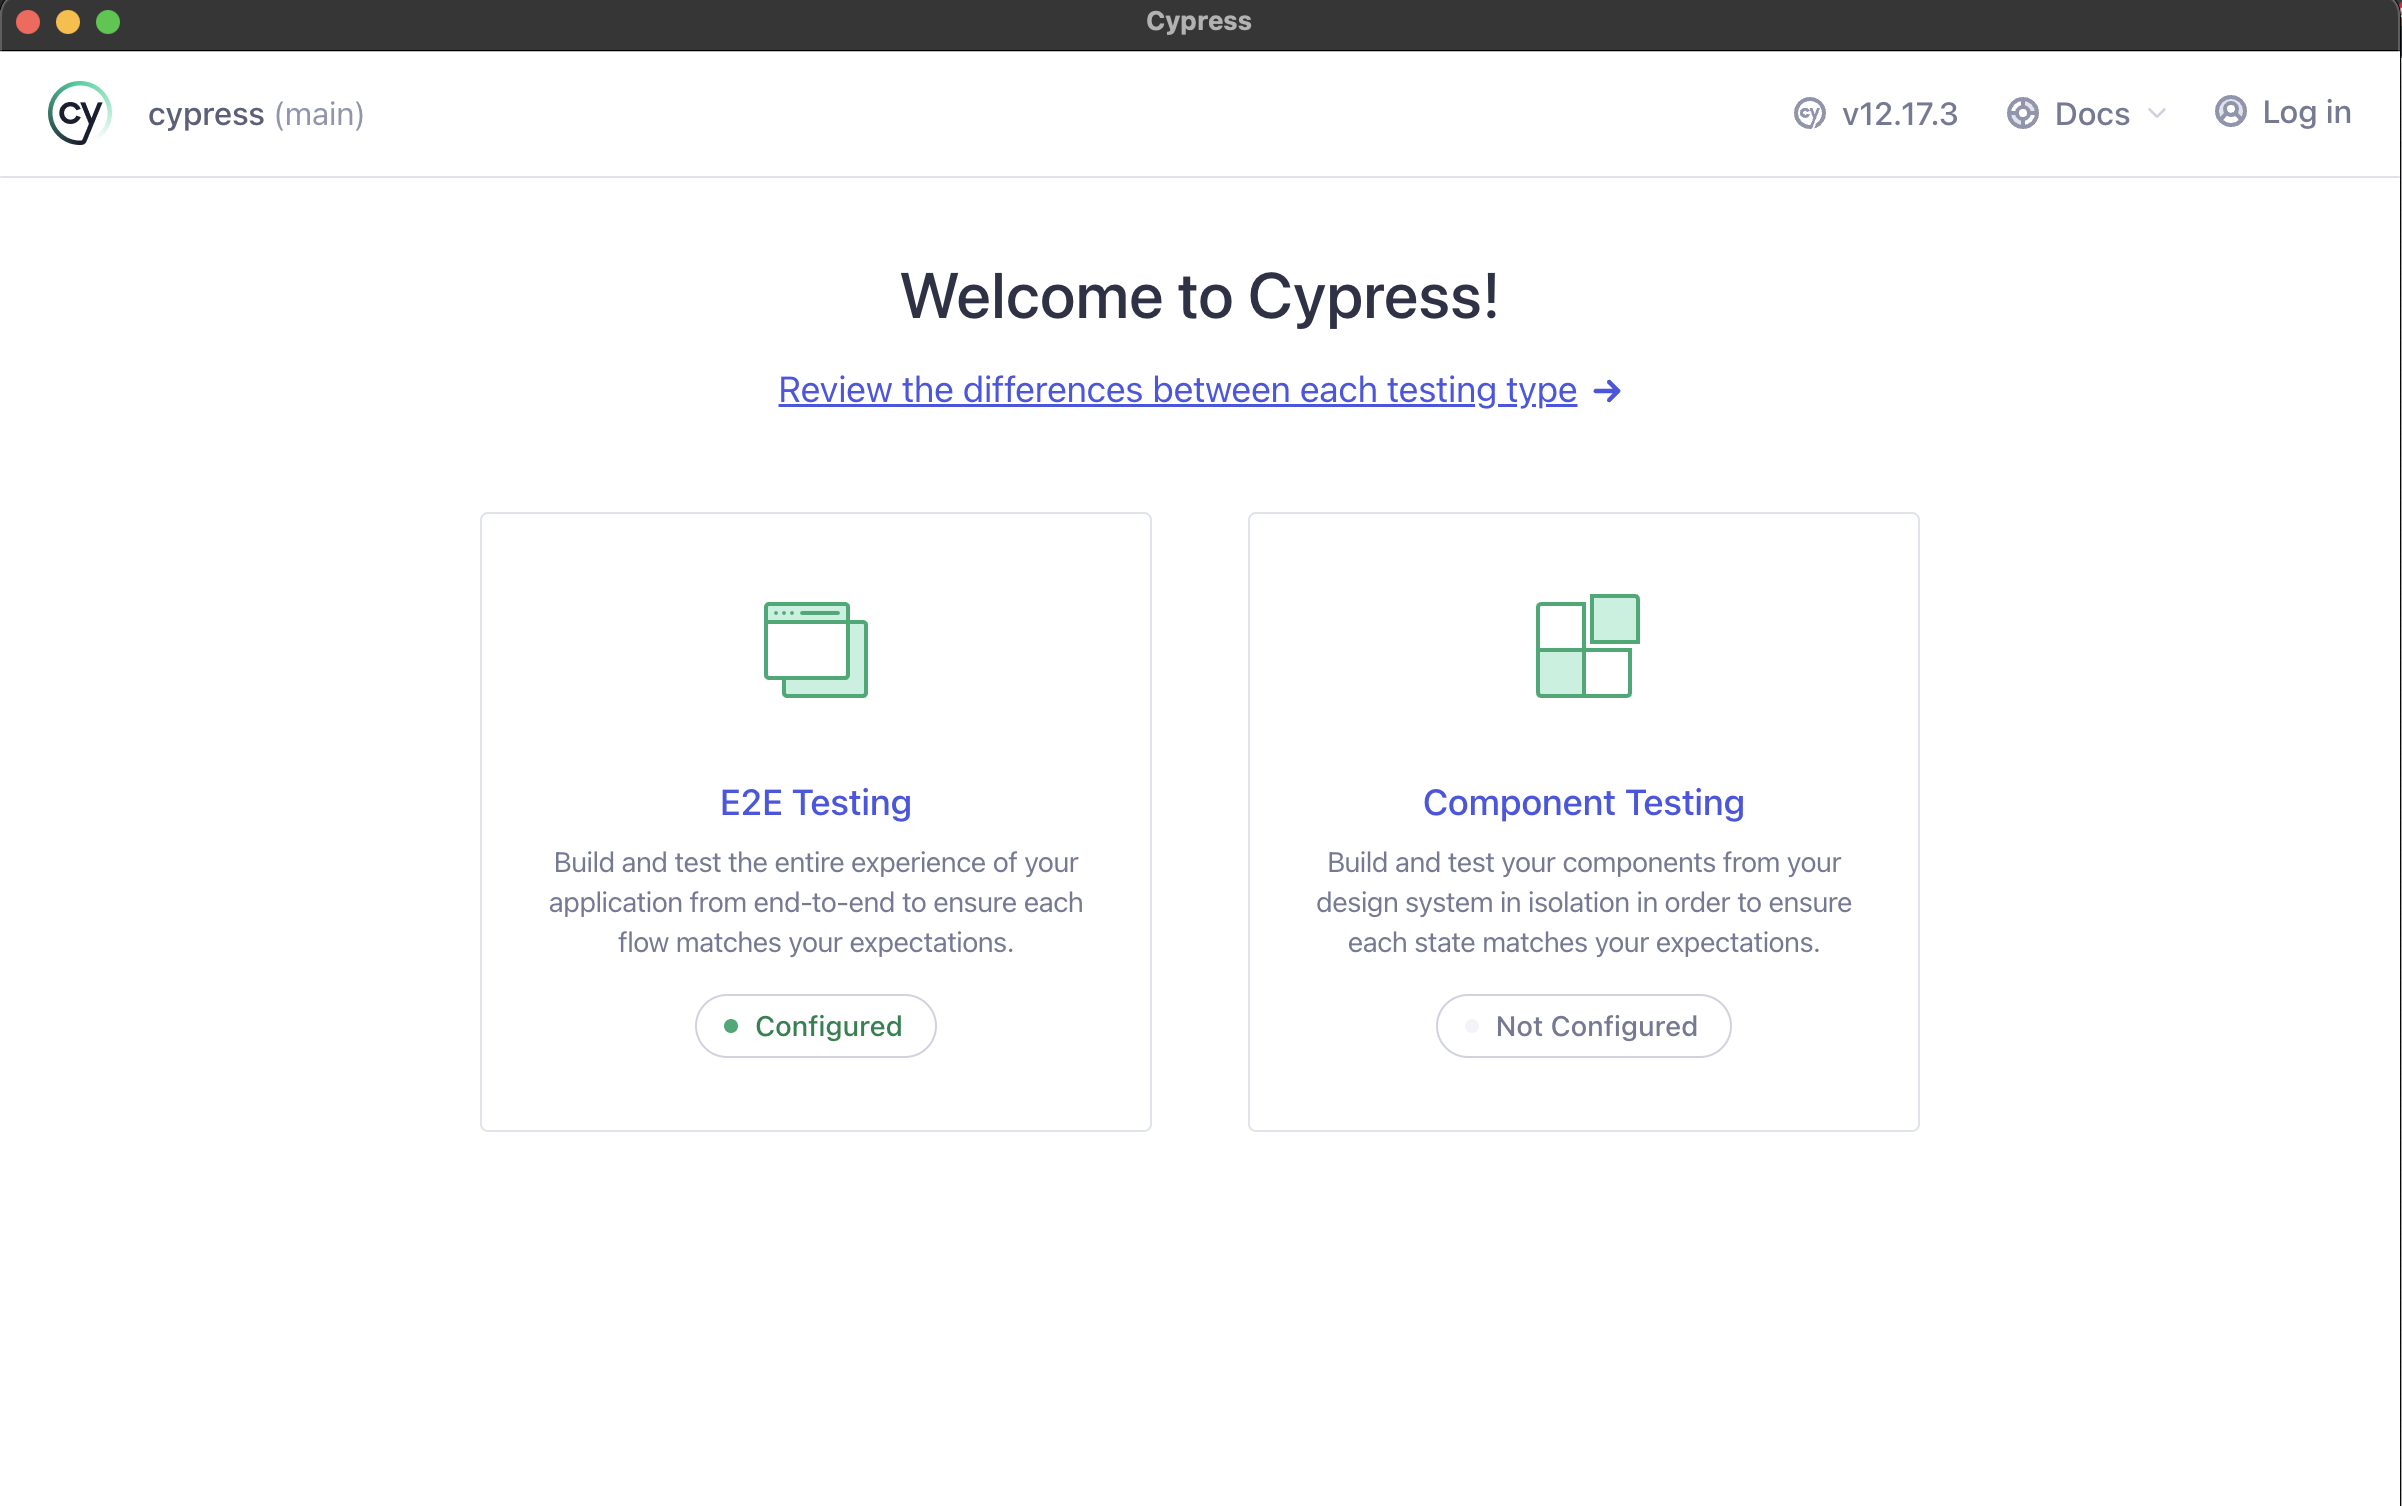 Cypress
cy cypress (main)
cy v12.17.3 Docs Log in
Welcome to Cypress!
Review the differences between each testing type →
E2E Testing
Build and test the entire experience of your
application from end-to-end to ensure each
flow matches your expectations.
Configured
Component Testing
Build and test your components from your
design system in isolation in order to ensure
each state matches your expectations.
Not Configured